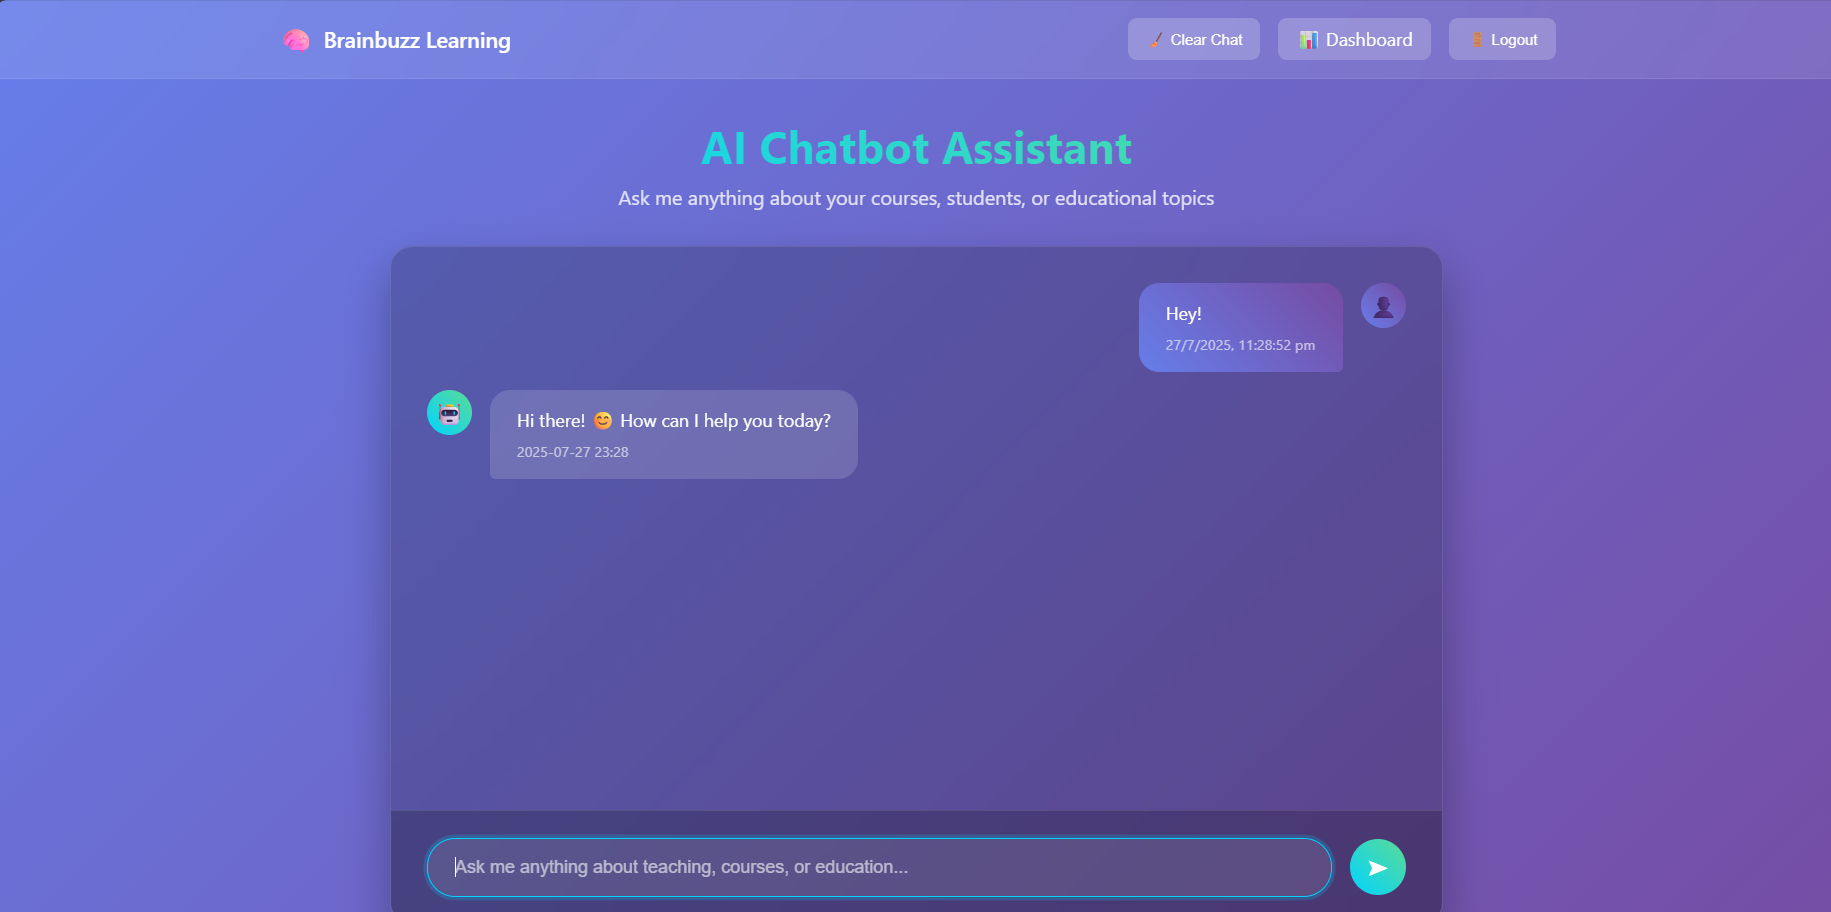 Brainbuzz Learning
Clear Chat
Dashboard
Logout
AI Chatbot Assistant
Ask me anything about your courses, students, or educational topics
Hey!
27/7/2025, 11:28:52 pm
Hi there! 😊 How can I help you today?
2025-07-27 23:28
Ask me anything about teaching, courses, or education...